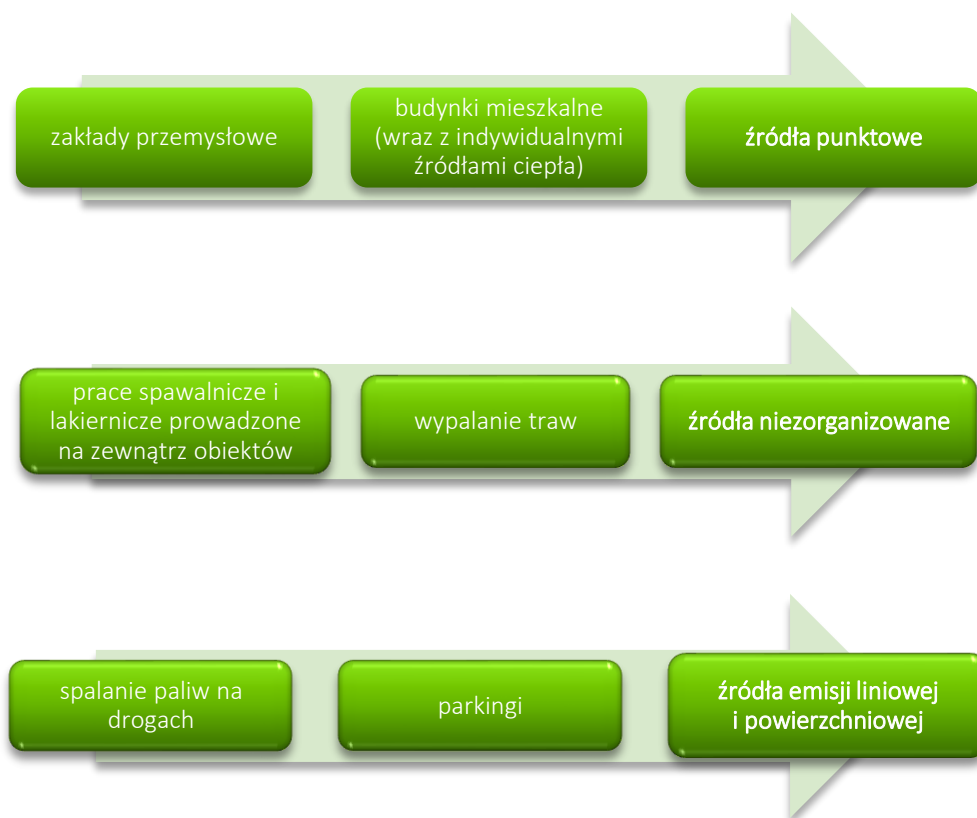 zakłady przemysłowe
budynki mieszkalne
(wraz z indywidualnymi
źródłami ciepła)
źródła punktowe
prace spawalnicze i
lakiernicze prowadzone
na zewnątrz obiektów
wypalanie traw
źródła niezorganizowane
spalanie paliw na
drogach
parkingi
źródła emisji liniowej
i powierzchniowej